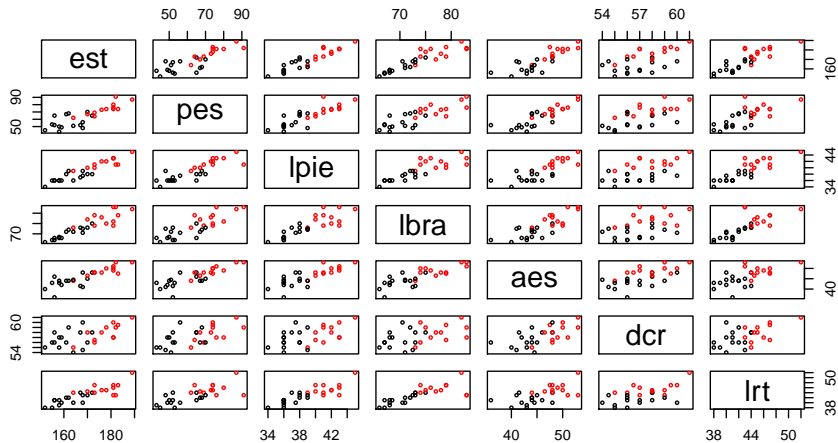 50 70 90 70 80 54 57 60
est 160
50 90 pes
lpie 34 44
70 lbra
aes 40
54 60 dcr
lrt 38 50
160 180 34 38 42 40 50 38 44 50